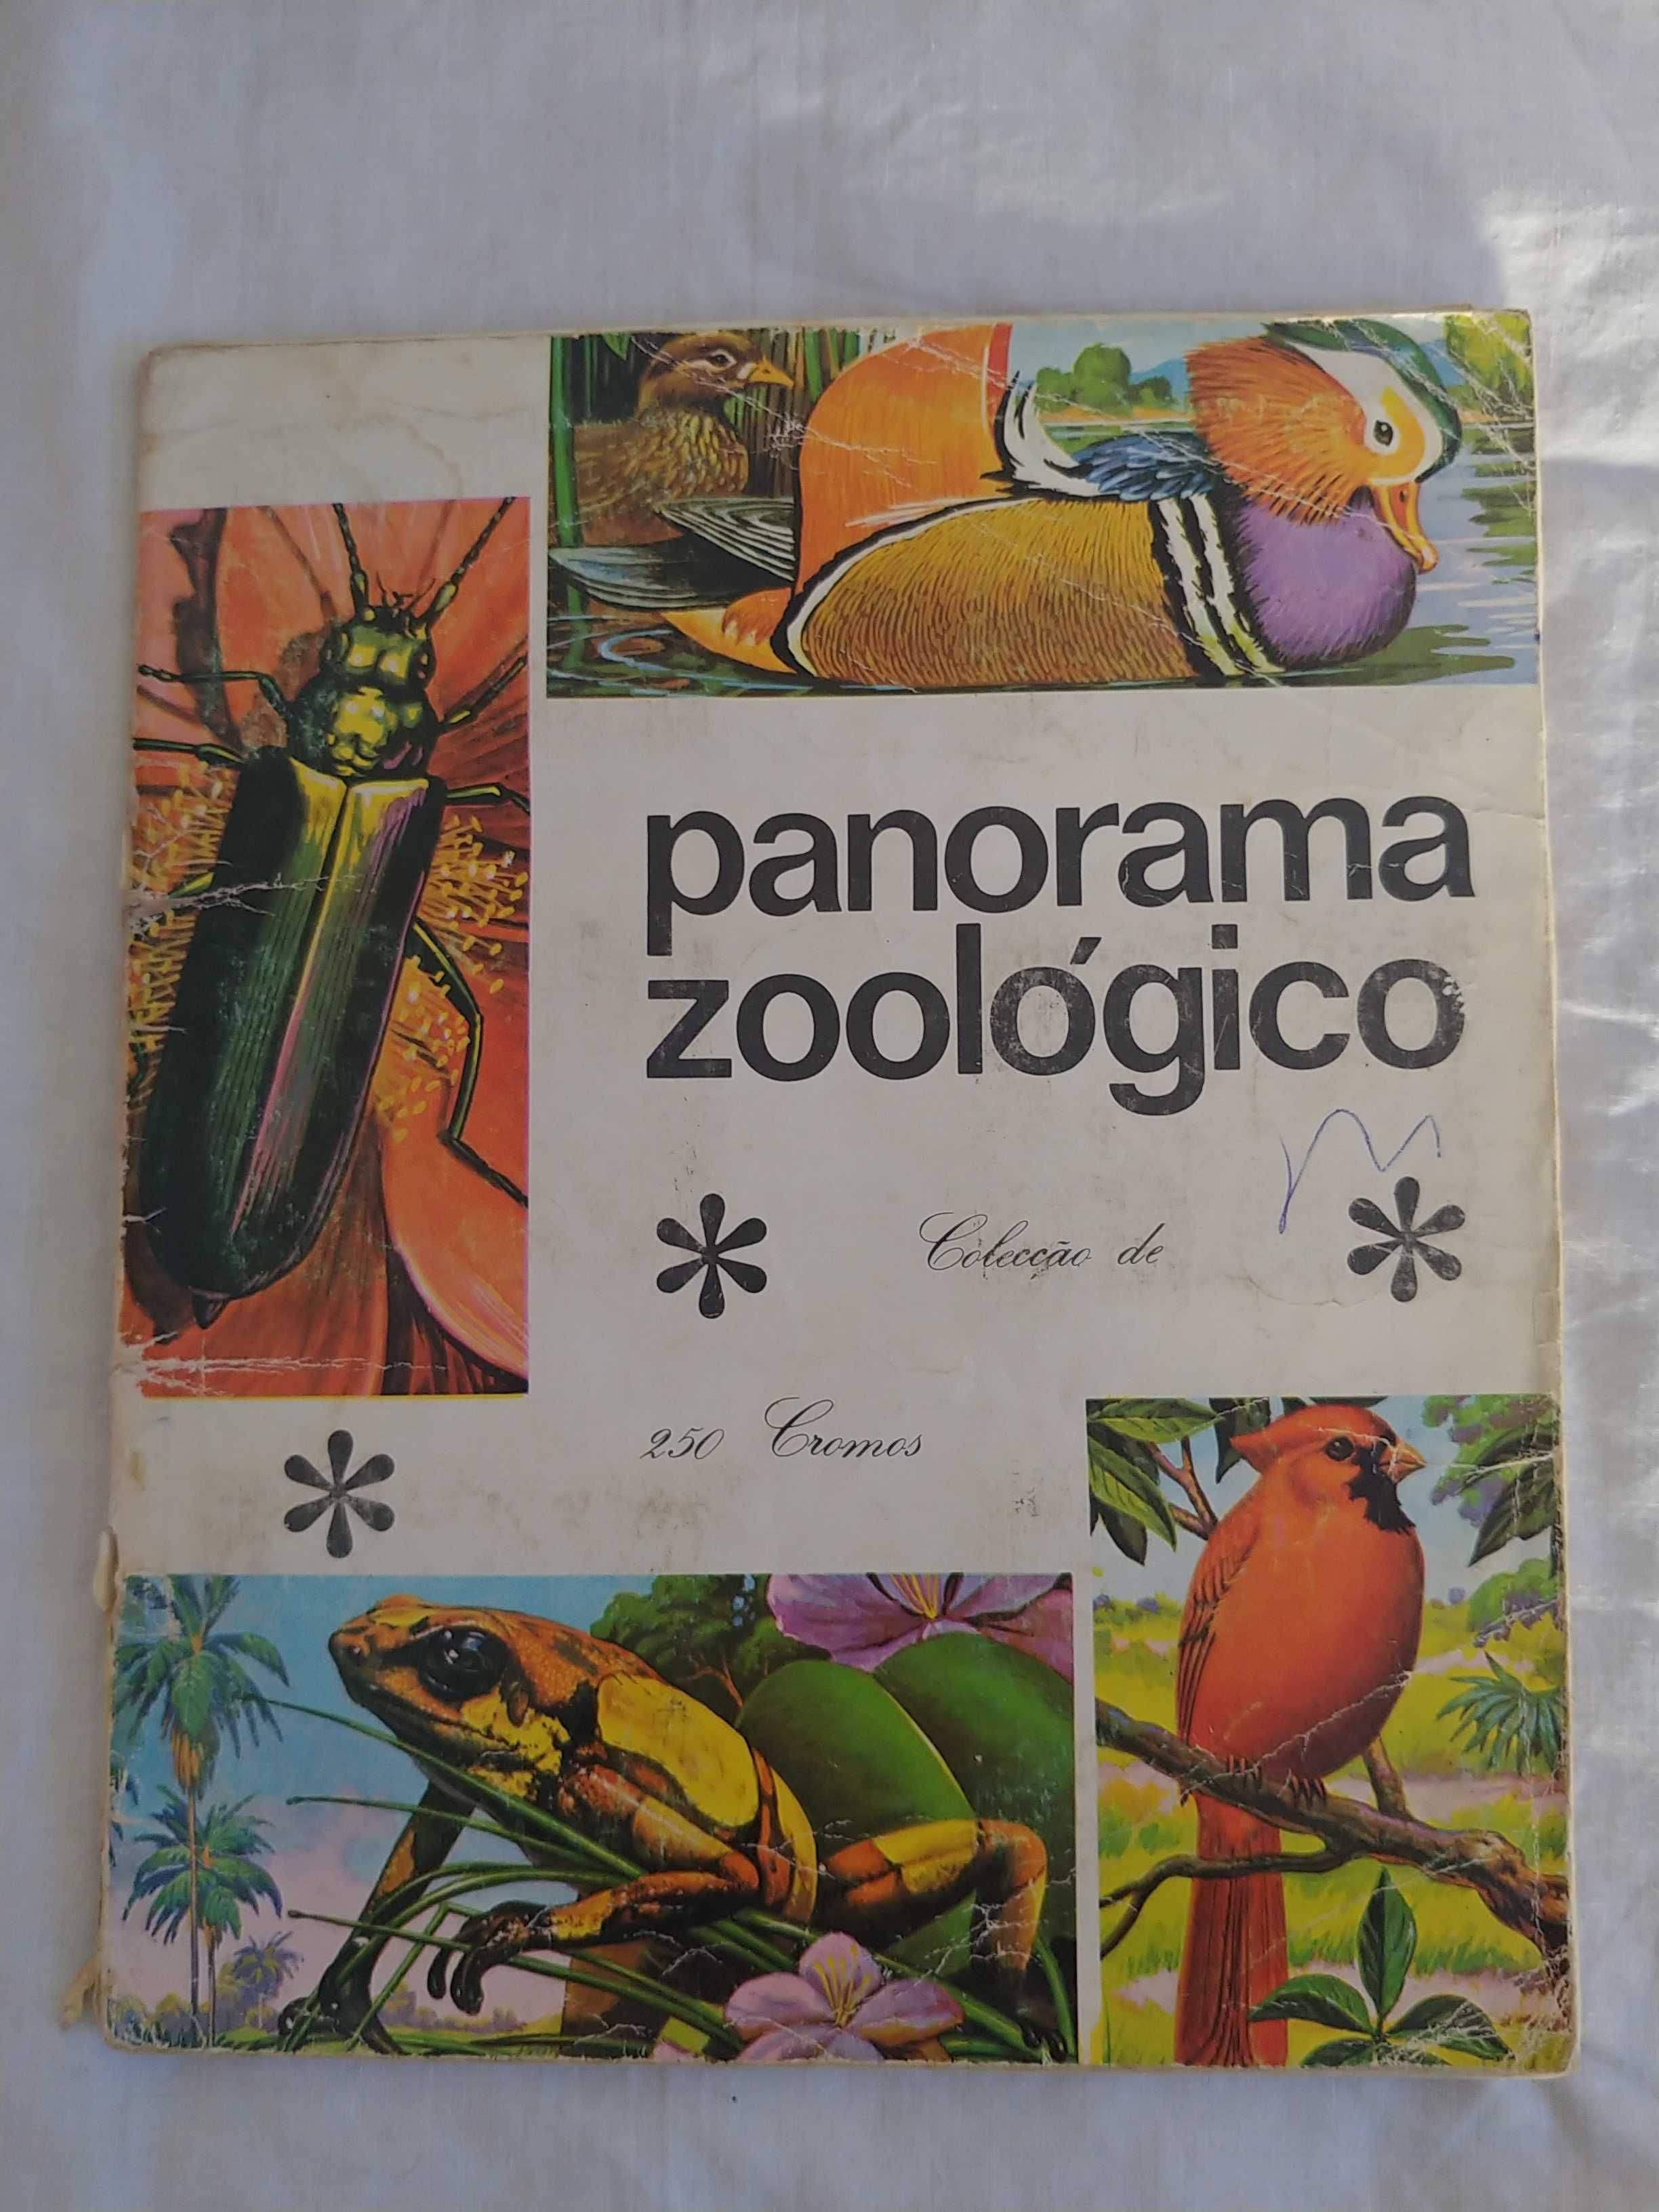 panorama
zoológico
Colecção de
250 Cromos